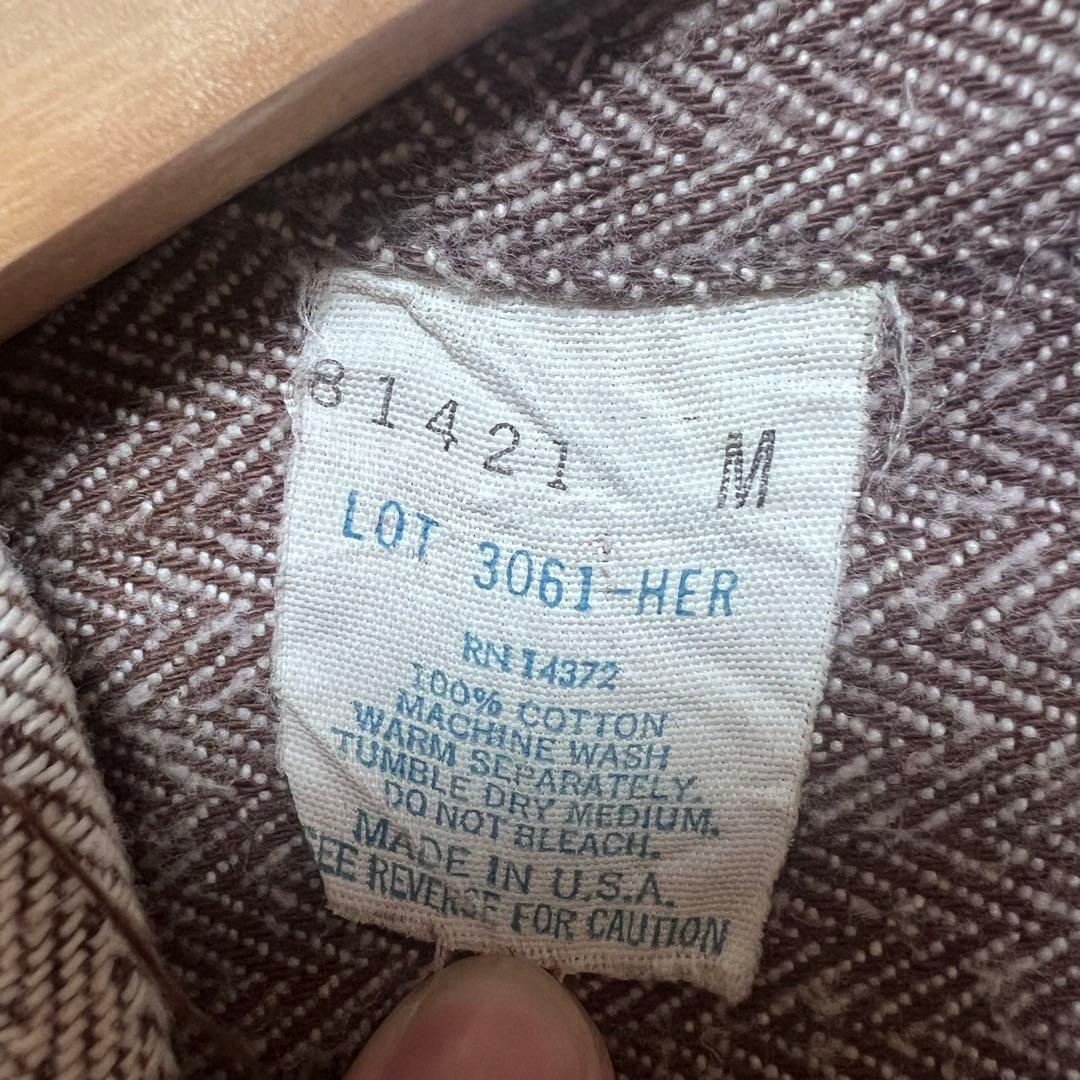 81421 M
LOT 3061-HER
RN 14372
100% COTTON
MACHINE WASH
WARM SEPARATELY.
TUMBLE DRY MEDIUM.
DO NOT BLEACH.
MADE IN U.S.A.
SEE REVERSE FOR CAUTION